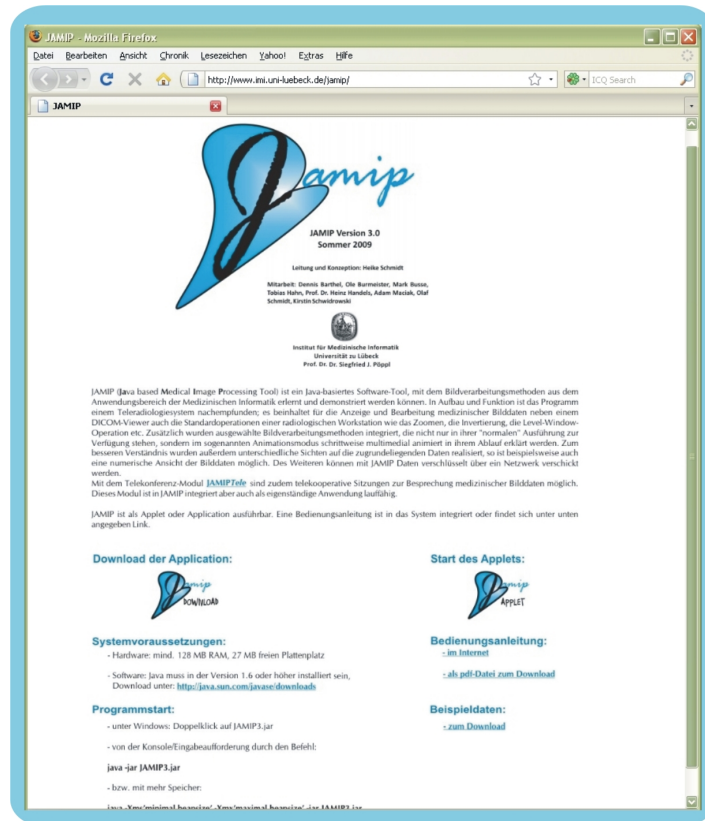 JAMIP - Mozilla Firefox
Datei Bearbeiten Ansicht Chronik Lesezeichen Yahoo! Extras Hilfe
http://www.imi.uni-luebeck.de/jamip/
ICQ Search
JAMIP
Jamip
JAMIP Version 3.0
Sommer 2009
Leitung und Konzeption: Heike Schmidt
Mitarbeit: Dennis Barthel, Ole Burmeister, Mark Busse,
Tobias Hahn, Prof. Dr. Heinz Handels, Adam Maciak, Olaf
Schmidt, Kirstin Schwidrowski
Institut für Medizinische Informatik
Universität zu Lübeck
Prof. Dr. Dr. Siegfried J. Pöppl
JAMIP (Java based Medical Image Processing Tool) ist ein Java-basiertes Software-Tool, mit dem Bildverarbeitungsmethoden aus dem
Anwendungsbereich der Medizinischen Informatik erlernt und demonstriert werden können. In Aufbau und Funktion ist das Programm
einem Teleradiologiesystem nachempfunden; es beinhaltet für die Anzeige und Bearbeitung medizinischer Bilddaten neben einem
DICOM-Viewer auch die Standardoperationen einer radiologischen Workstation wie das Zoomen, die Invertierung, die Level-Window-
Operation etc. Zusätzlich wurden ausgewählte Bildverarbeitungsmethoden integriert, die nicht nur in ihrer "normalen" Ausführung zur
Verfügung stehen, sondern im sogenannten Animationsmodus schrittweise multimedial animiert in ihrem Ablauf erklärt werden. Zum
besseren Verständnis wurden außerdem unterschiedliche Sichten auf die zugrundeliegenden Daten realisiert, so ist beispielsweise auch
eine numerische Ansicht der Bilddaten möglich. Des Weiteren können mit JAMIP Daten verschlüsselt über ein Netzwerk verschickt
werden.
Mit dem Telekonferenz-Modul JAMIPTele sind zudem telekooperative Sitzungen zur Besprechung medizinischer Bilddaten möglich.
Dieses Modul ist in JAMIP integriert aber auch als eigenständige Anwendung lauffähig.
JAMIP ist als Applet oder Application ausführbar. Eine Bedienungsanleitung ist in das System integriert oder findet sich unter unten
angegeben Link.
Download der Application:
Jamip
DOWNLOAD
Start des Applets:
Jamip
APPLET
Systemvoraussetzungen:
- Hardware: mind. 128 MB RAM, 27 MB freien Plattenplatz
- Software: Java muss in der Version 1.6 oder höher installiert sein,
Download unter: http://java.sun.com/javase/downloads
Bedienungsanleitung:
- im Internet
- als pdf-Datei zum Download
Programmstart:
- unter Windows: Doppelklick auf JAMIP3.jar
- von der Konsole/Eingabeaufforderung durch den Befehl:
java -jar JAMIP3.jar
- bzw. mit mehr Speicher:
java -Xms'minimal heapsize' -Xmx'maximal heapsize' -jar JAMIP3.jar
Beispieldaten:
- zum Download